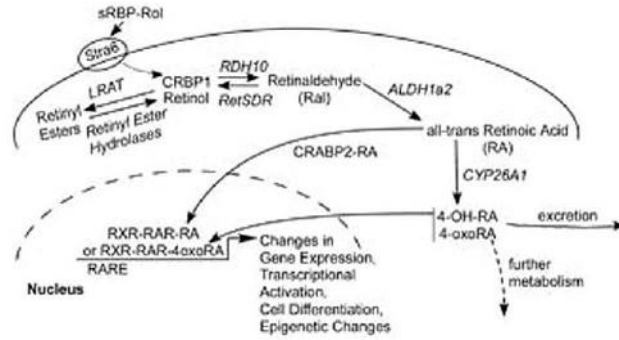 sRBP-Rol
Stra6
LRAT
CRBP1
Retinol
RDH10
RetSDR
Retinaldehyde
(Ral)
ALDH1a2
Retinyl
Esters
Retinyl Ester
Hydrolases
all-trans Retinoic Acid
(RA)
CRABP2-RA
CYP26A1
RXR-RAR-RA
or RXR-RAR-4oxoRA
RARE
4-OH-RA
4-oxoRA
excretion
further
metabolism
Changes in
Gene Expression,
Transcriptional
Activation,
Cell Differentiation,
Epigenetic Changes
Nucleus